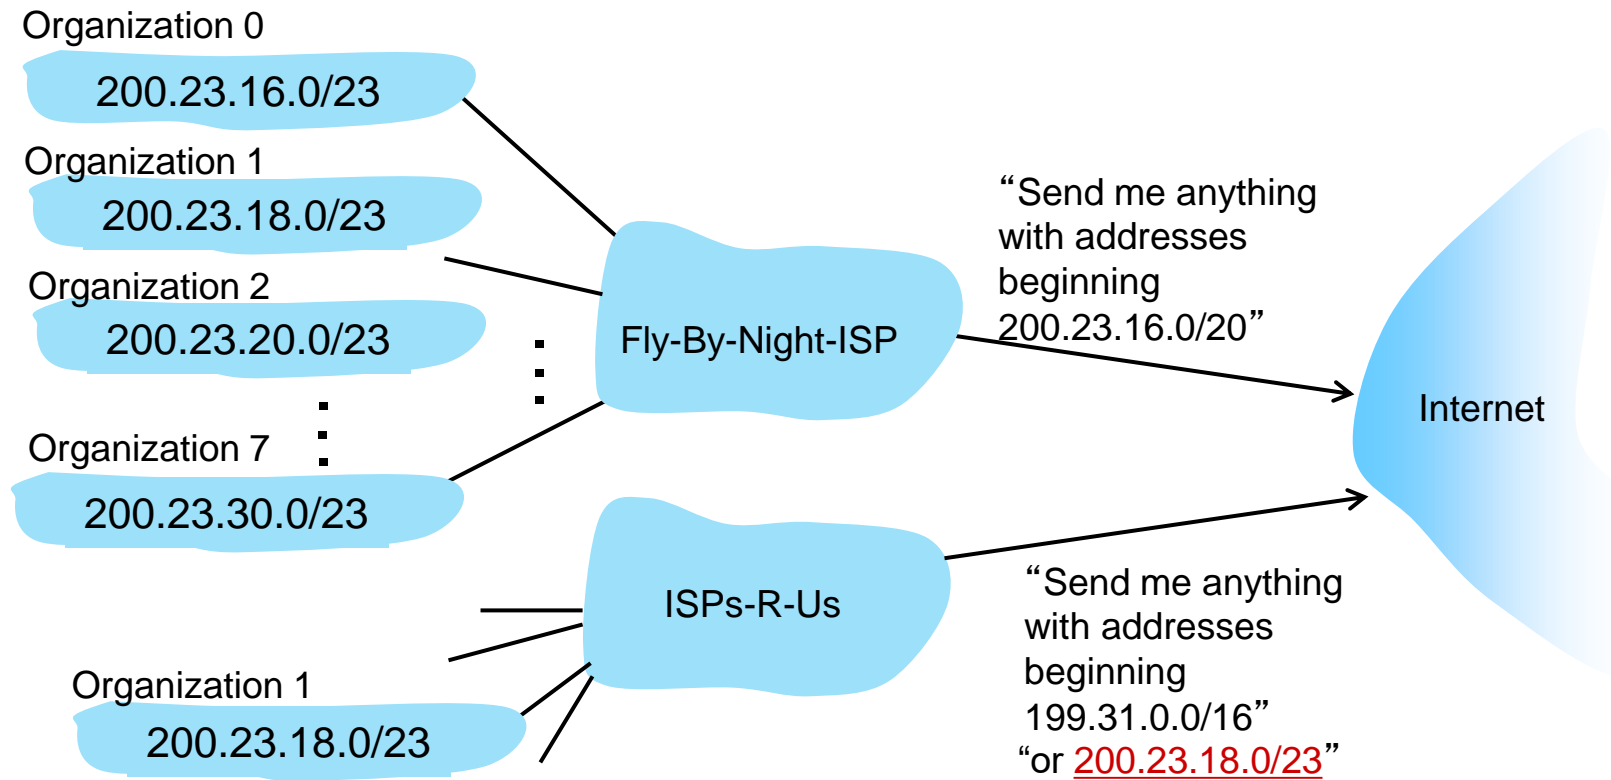 Organization 0
200.23.16.0/23
Organization 1
200.23.18.0/23
Organization 2
200.23.20.0/23
Organization 7
200.23.30.0/23
Fly-By-Night-ISP
“Send me anything
with addresses
beginning
200.23.16.0/20”
Internet
ISPs-R-Us
Organization 1
200.23.18.0/23
“Send me anything
with addresses
beginning
199.31.0.0/16”
“or 200.23.18.0/23”